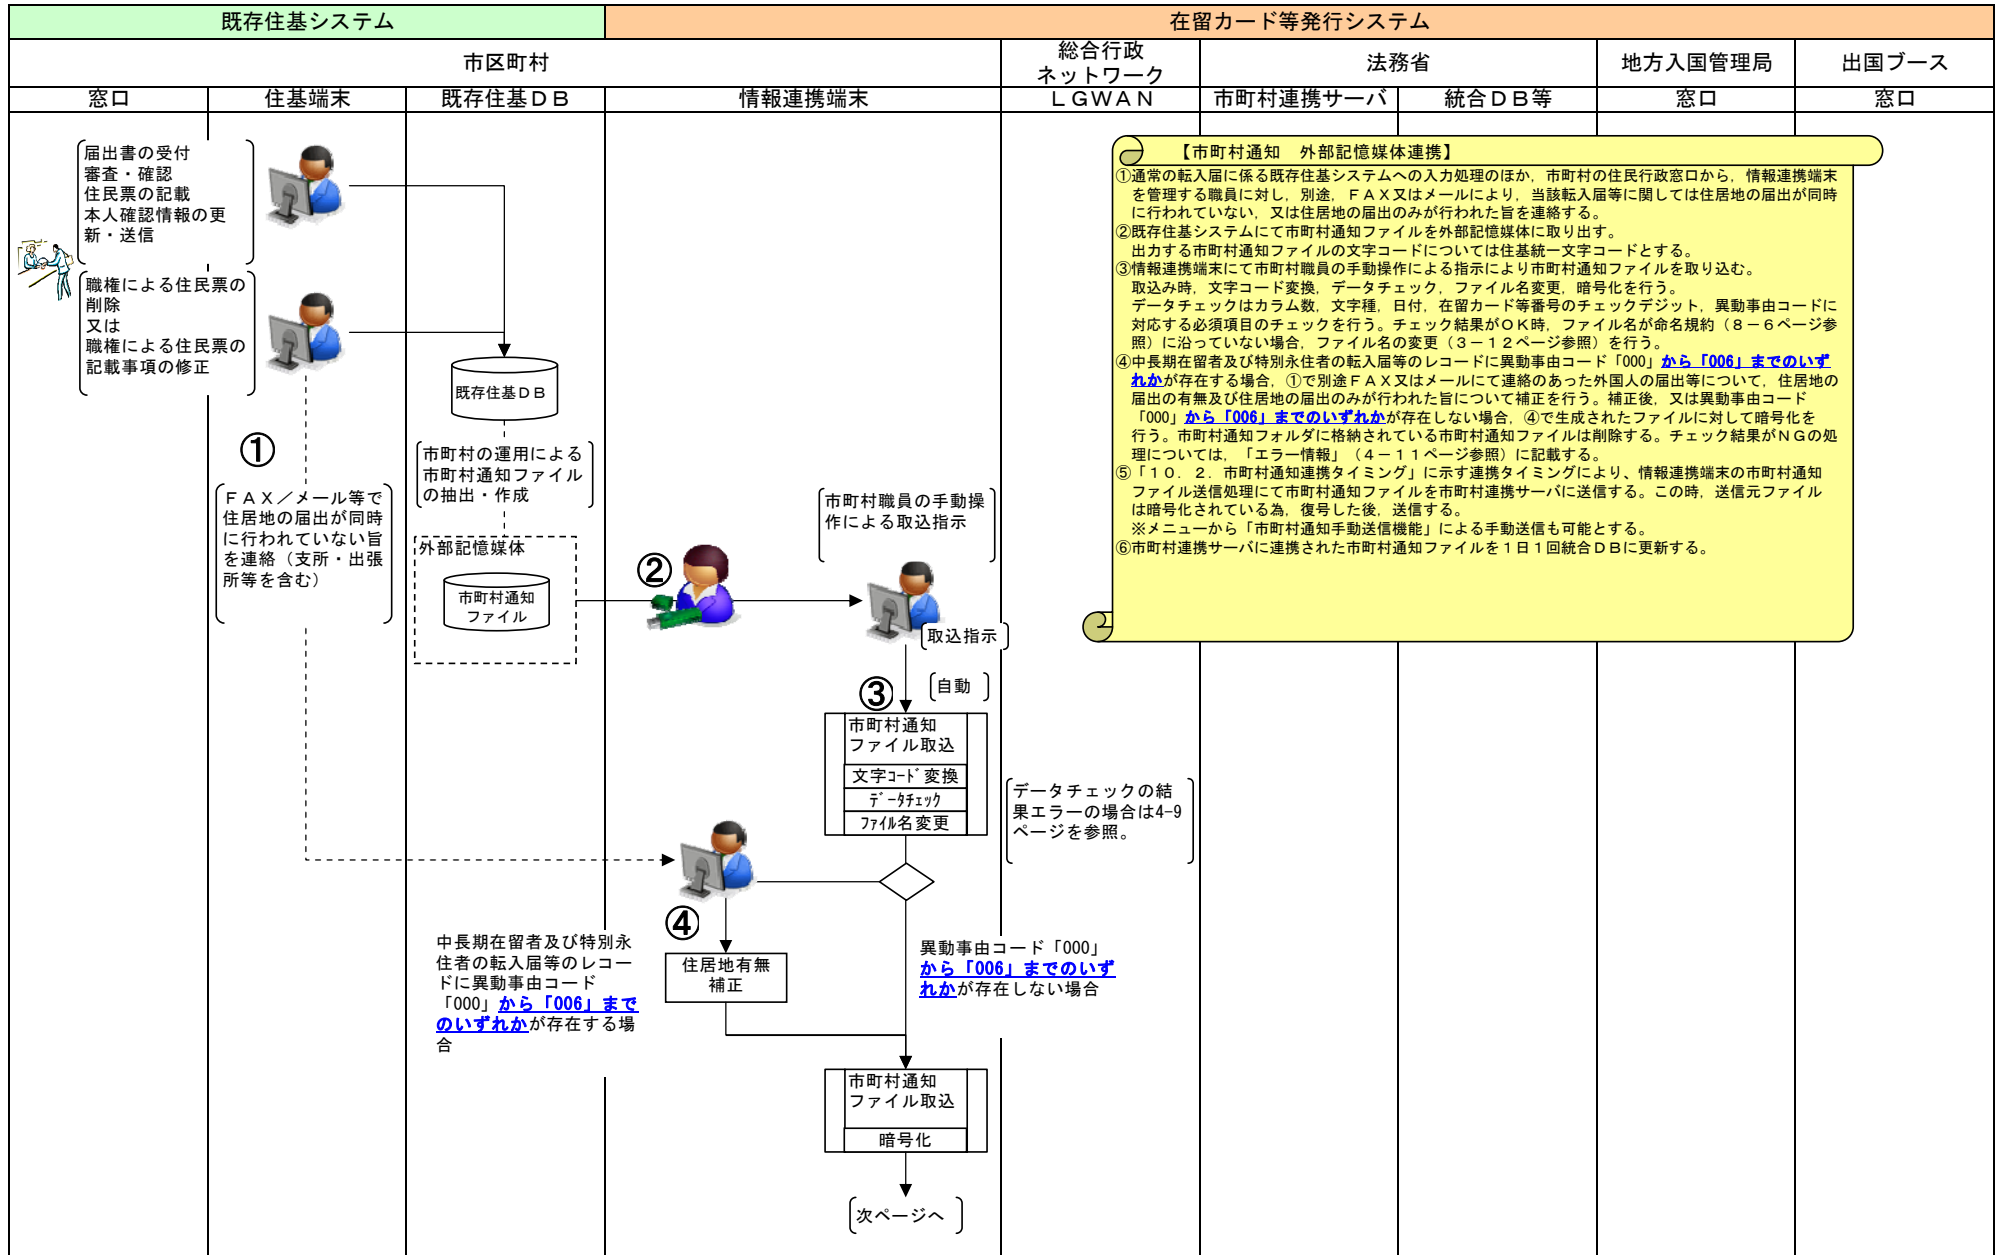 既存住基システム
在留カード等発行システム
市区町村
総合行政
ネットワーク
法務省
地方入国管理局
出国ブース
窓口
住基端末
既存住基ＤＢ
情報連携端末
ＬＧＷＡＮ
市町村連携サーバ
統合ＤＢ等
窓口
窓口
届出書の受付
審査・確認
住民票の記載
本人確認情報の更
新・送信
職権による住民票の
削除
又は
職権による住民票の
記載事項の修正
①
ＦＡＸ／メール等で
住居地の届出が同時
に行われていない旨
を連絡（支所・出張
所等を含む）
既存住基ＤＢ
市町村の運用による
市町村通知ファイル
の抽出・作成
外部記憶媒体
市町村通知
ファイル
②
市町村職員の手動操
作による取込指示
取込指示
③
自動
市町村通知
ファイル取込
文字ｺｰﾄﾞ変換
ﾃﾞｰﾀﾁｪｯｸ
ﾌｧｲﾙ名変更
データチェックの結
果エラーの場合は4-9
ページを参照。
④
中長期在留者及び特別永
住者の転入届等のレコー
ドに異動事由コード
「000」から「006」まで
のいずれかが存在する場
合
住居地有無
補正
異動事由コード「000」
から「006」までのいず
れかが存在しない場合
市町村通知
ファイル取込
暗号化
次ページへ
【市町村通知　外部記憶媒体連携】
①通常の転入届に係る既存住基システムへの入力処理のほか，市町村の住民行政窓口から，情報連携端末
を管理する職員に対し，別途，ＦＡＸ又はメールにより，当該転入届等に関しては住居地の届出が同時
に行われていない，又は住居地の届出のみが行われた旨を連絡する。
②既存住基システムにて市町村通知ファイルを外部記憶媒体に取り出す。
出力する市町村通知ファイルの文字コードについては住基統一文字コードとする。
③情報連携端末にて市町村職員の手動操作による指示により市町村通知ファイルを取り込む。
取込み時，文字コード変換，データチェック，ファイル名変更，暗号化を行う。
データチェックはカラム数，文字種，日付，在留カード等番号のチェックデジット，異動事由コードに
対応する必須項目のチェックを行う。チェック結果がＯＫ時，ファイル名が命名規約（８－６ページ参
照）に沿っていない場合，ファイル名の変更（３－１２ページ参照）を行う。
④中長期在留者及び特別永住者の転入届等のレコードに異動事由コード「000」から「006」までのいず
れかが存在する場合，①で別途ＦＡＸ又はメールにて連絡のあった外国人の届出等について，住居地の
届出の有無及び住居地の届出のみが行われた旨について補正を行う。補正後，又は異動事由コード
「000」から「006」までのいずれかが存在しない場合，④で生成されたファイルに対して暗号化を
行う。市町村通知フォルダに格納されている市町村通知ファイルは削除する。チェック結果がＮＧの処
理については，「エラー情報」（４－１１ページ参照）に記載する。
⑤「１０．２．市町村通知連携タイミング」に示す連携タイミングにより、情報連携端末の市町村通知
ファイル送信処理にて市町村通知ファイルを市町村連携サーバに送信する。この時，送信元ファイル
は暗号化されている為，復号した後，送信する。
※メニューから「市町村通知手動送信機能」による手動送信も可能とする。
⑥市町村連携サーバに連携された市町村通知ファイルを１日１回統合ＤＢに更新する。